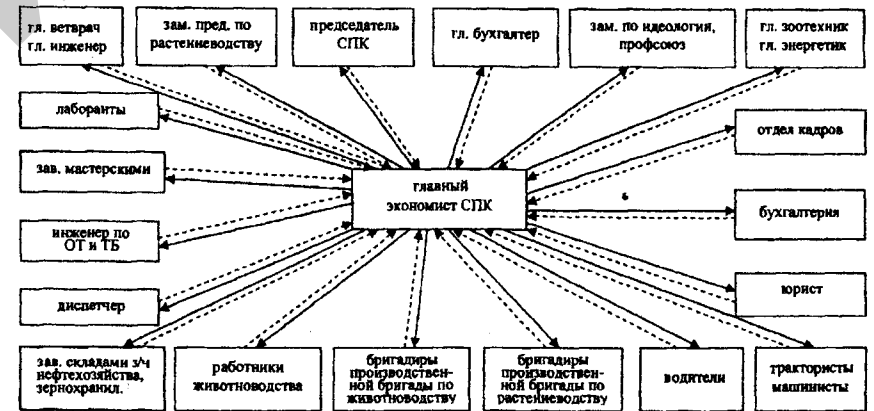 гл. ветврач
гл. инженер
зам. пред. по
растениеводству
председатель
СПК
гл. бухгалтер
зам. по идеология,
профсоюз
гл. зоотехник
гл. энергетик
лаборанты
отдел кадров
зав. мастерскими
главный
экономист СПК
бухгалтерия
инженер по
ОТ и ТБ
диспетчер
юрист
зав. складами з/ч
нефтехозяйства,
зернохранил.
работники
животноводства
бригадиры
производствен-
ной бригады по
животноводству
бригадиры
производствен-
ной бригады по
растениеводству
водители
трактористы
машинисты